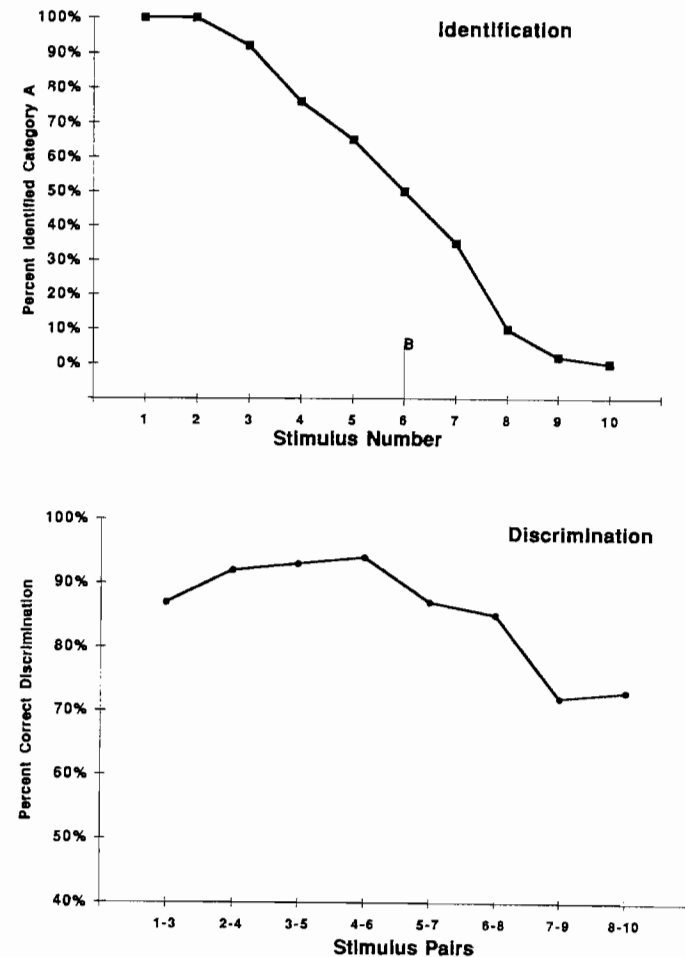 Identification
Percent Identified Category A
100%
90%
80%
70%
60%
50%
40%
30%
20%
10%
0%
B
1 2 3 4 5 6 7 8 9 10
Stimulus Number
Discrimination
Percent Correct Discrimination
100%
90%
80%
70%
60%
50%
40%
1-3 2-4 3-5 4-6 5-7 6-8 7-9 8-10
Stimulus Pairs